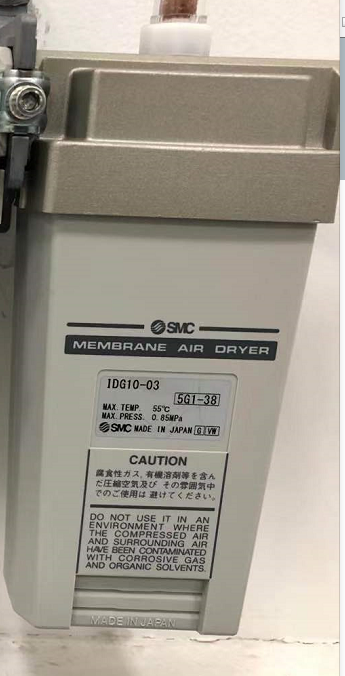 SMC
MEMBRANE AIR DRYER
IDG10-03
5G1-38
MAX.TEMP. 55℃
MAX.PRESS. 0.85MPa
SMC MADE IN JAPAN G VW
CAUTION
腐食性ガス,有機溶剤等を含ん
だ圧縮空気及び その雰囲気中
でのご使用は 避けてください。
DO NOT USE IT IN AN
ENVIRONMENT WHERE
THE COMPRESSED AIR
AND SURROUNDING AIR
HAVE BEEN CONTAMINATED
WITH CORROSIVE GAS
AND ORGANIC SOLVENTS.
MADE IN JAPAN